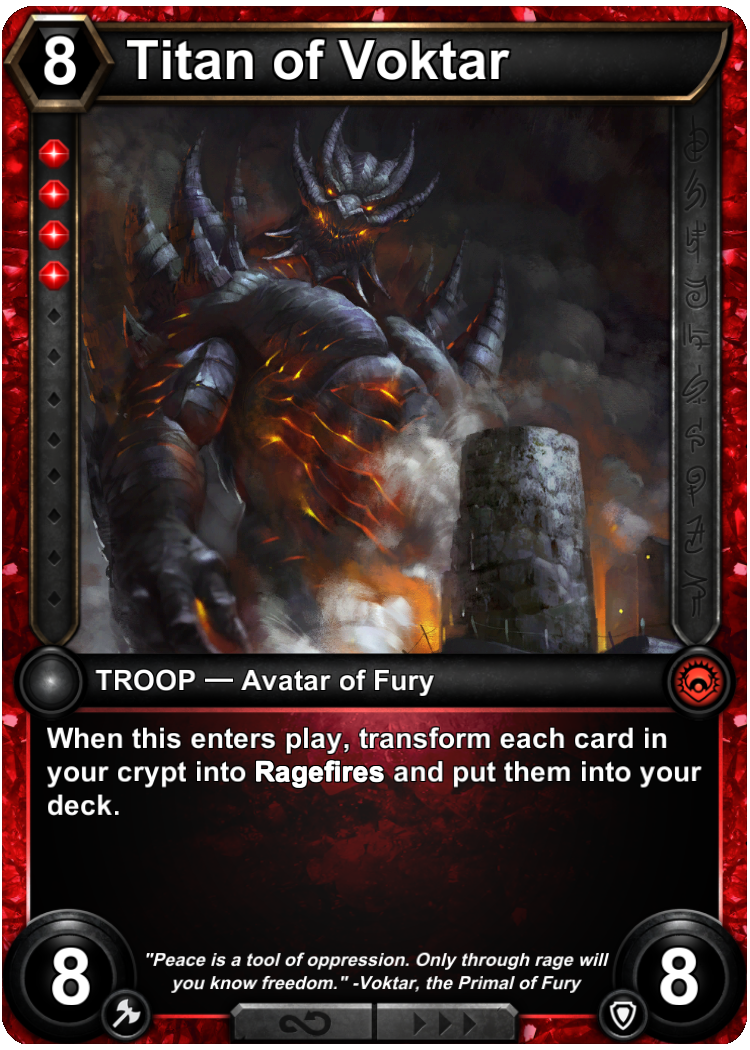 8
Titan of Voktar
TROOP — Avatar of Fury
When this enters play, transform each card in
your crypt into Ragefires and put them into your
deck.
8
"Peace is a tool of oppression. Only through rage will
you know freedom." -Voktar, the Primal of Fury
8